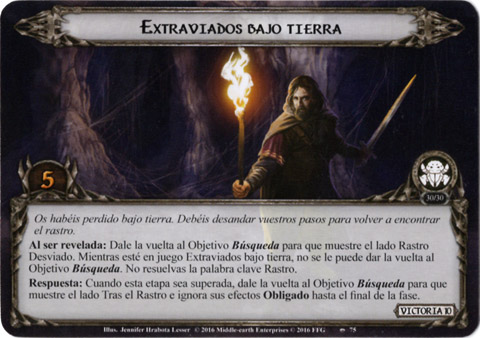 EXTRAVIADOS BAJO TIERRA
5
30/30
Os habéis perdido bajo tierra. Debéis desandar vuestros pasos para volver a encontrar
el rastro.
Al ser revelada: Dale la vuelta al Objetivo Búsqueda para que muestre el lado Rastro
Desviado. Mientras esté en juego Extraviados bajo tierra, no se le puede dar la vuelta al
Objetivo Búsqueda. No resuelvas la palabra clave Rastro.
Respuesta: Cuando esta etapa sea superada, dale la vuelta al Objetivo Búsqueda para que
muestre el lado Tras el Rastro e ignora sus efectos Obligado hasta el final de la fase.
VICTORIA 10
Illus. Jennifer Hrabota Lesser © 2016 Middle-earth Enterprises © 2016 FFG 75